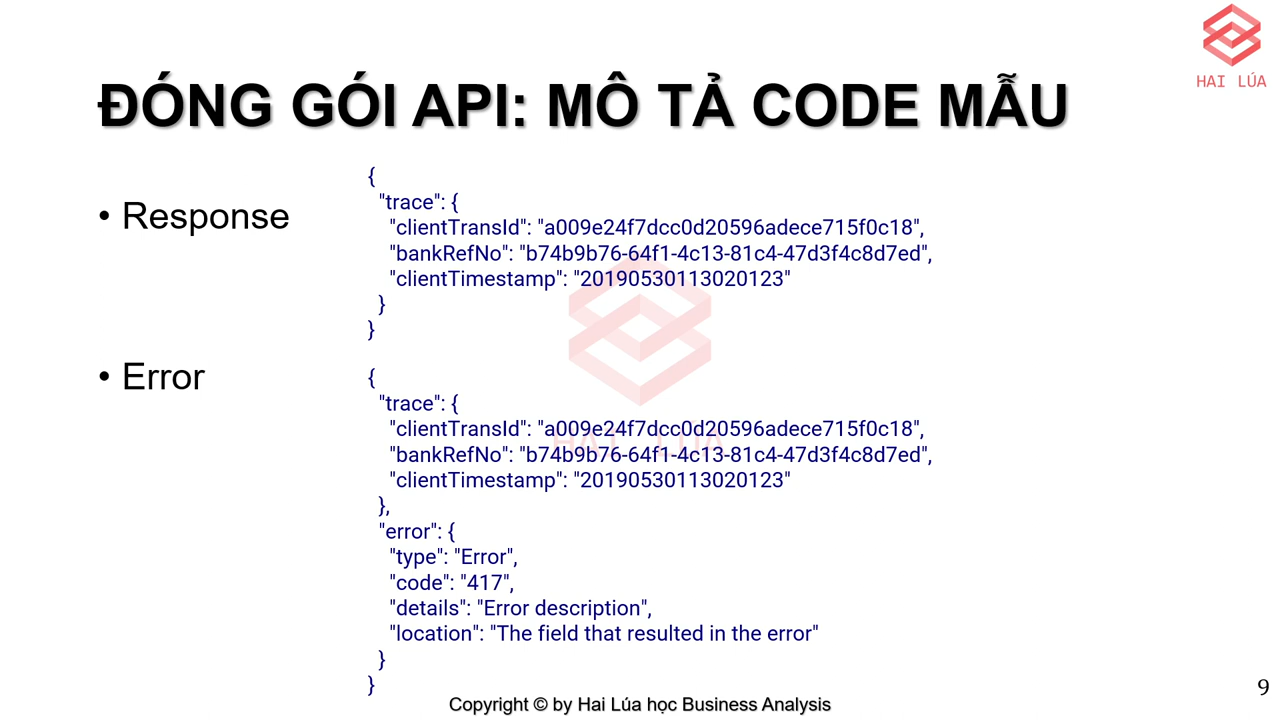 HAI LÚA
ĐÓNG GÓI API: MÔ TẢ CODE MẪU
• Response
{
"trace": {
"clientTransId": "a009e24f7dcc0d20596adece715f0c18",
"bankRefNo": "b74b9b76-64f1-4c13-81c4-47d3f4c8d7ed",
"clientTimestamp": "20190530113020123"
}
}
• Error
{
"trace": {
"clientTransId": "a009e24f7dcc0d20596adece715f0c18",
HAI LÚA
"bankRefNo": "b74b9b76-64f1-4c13-81c4-47d3f4c8d7ed",
"clientTimestamp": "20190530113020123"
},
"error": {
"type": "Error",
"code": "417",
"details": "Error description",
"location": "The field that resulted in the error"
}
}
Copyright © by Hai Lúa học Business Analysis
9